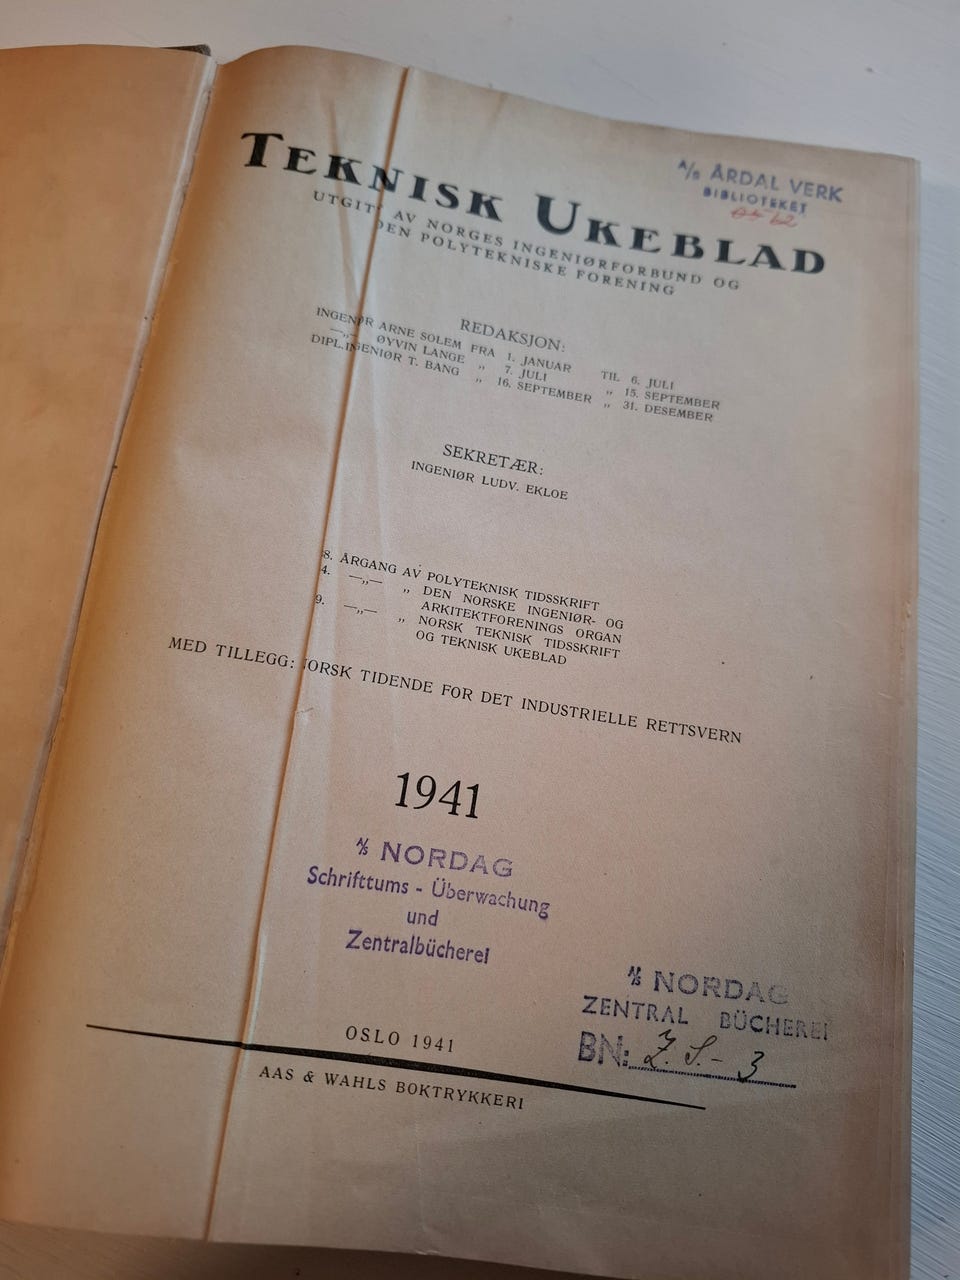 TEKNISK UKEBLAD
A/S ÅRDAL VERK
BIBLIOTEKET
UTGITT AV NORGES INGENIØRFORBUND OG
DEN POLYTEKNISKE FORENING
REDAKSJON:
INGENIØR ARNE SOLEM FRA 1. JANUAR TIL 6. JULI
—„— ØYVIN LANGE „ 7. JULI „ 15. SEPTEMBER
DIPL.INGENIØR T. BANG „ 16. SEPTEMBER „ 31. DESEMBER
SEKRETÆR:
INGENIØR LUDV. EKLOE
8. ÅRGANG AV POLYTEKNISK TIDSSKRIFT
4. —„— „ DEN NORSKE INGENIØR- OG
ARKITEKTFORENINGS ORGAN
9. —„— „ NORSK TEKNISK TIDSSKRIFT
OG TEKNISK UKEBLAD
MED TILLEGG: NORSK TIDENDE FOR DET INDUSTRIELLE RETTSVERN
1941
A/S NORDAG
Schrifttums - Überwachung
und
Zentralbücherei
A/S NORDAG
ZENTRAL BÜCHEREI
BN: Z. S. - 3
OSLO 1941
AAS & WAHLS BOKTRYKKERI